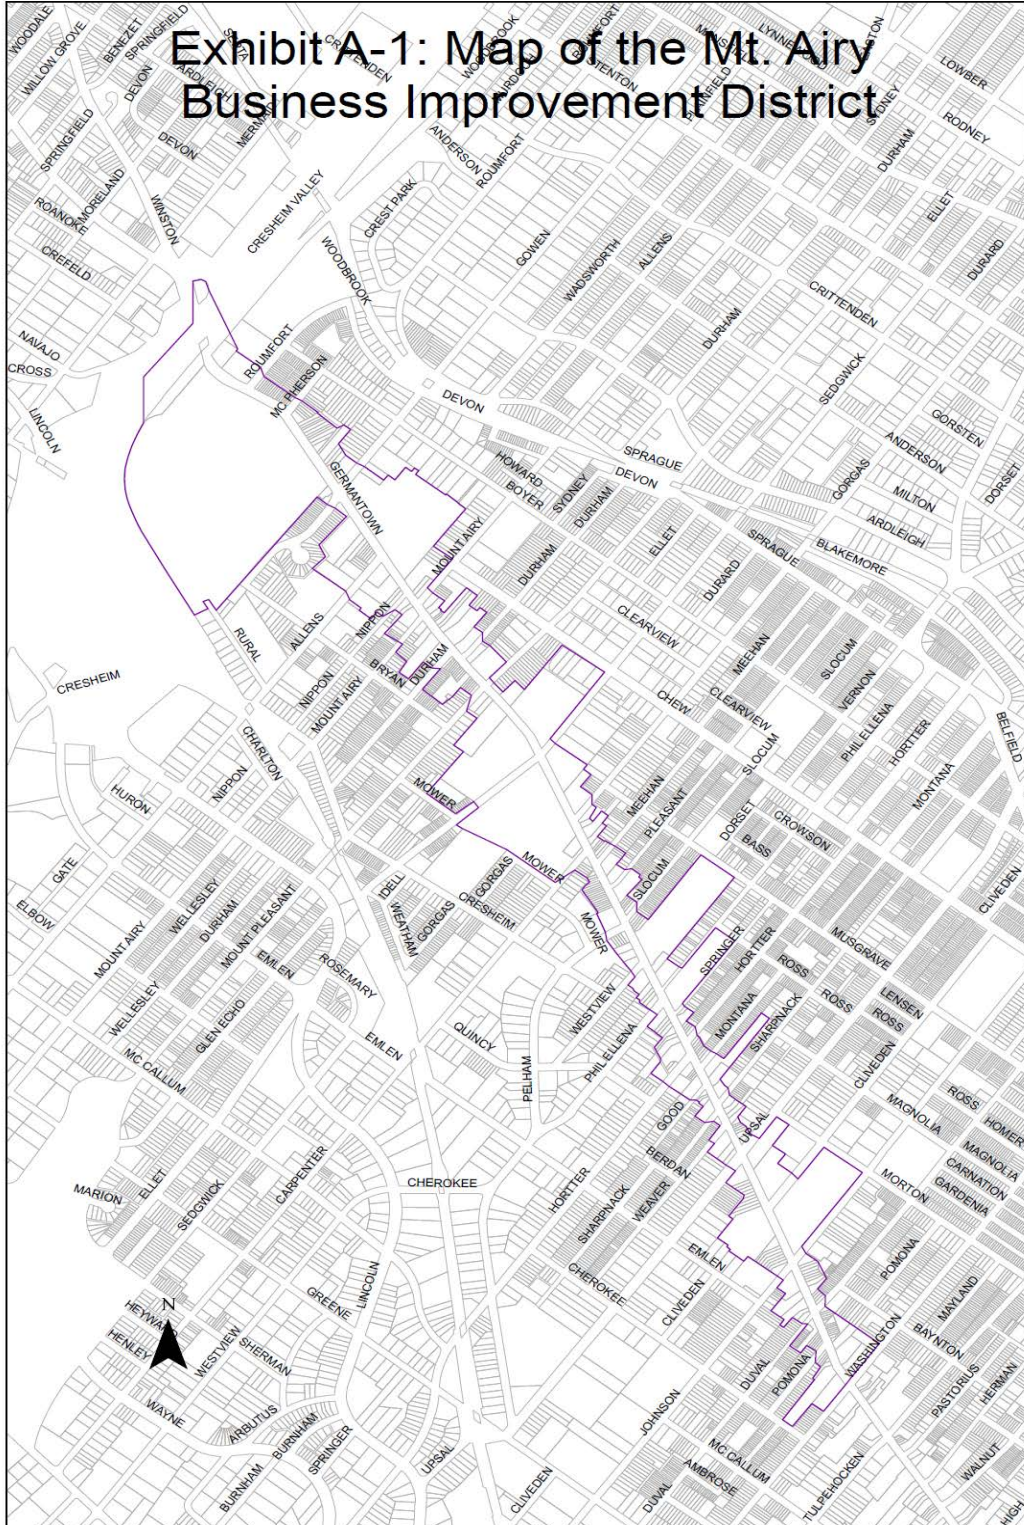 Exhibit A-1: Map of the Mt. Airy
Business Improvement District
WOODALE
WILLOW GROVE
BENEZET
SPRINGFIELD
DEVON
ARDLEIGH
CRITTENDEN
WOODBROOK
ROUMFORT
STENTON
LYNNEWOOD
LOWBER
SYDNEY
RODNEY
SPRINGFIELD
DEVON
MERMAID
ANDERSON
ROUMFORT
DURHAM
MORELAND
ROANOKE
WINSTON
CRESHEIM VALLEY
CREST PARK
ELLET
CREFELD
WOODBROOK
GOWEN
WADSWORTH
ALLENS
DURARD
CRITTENDEN
NAVAJO
CROSS
ROUMFORT
DURHAM
MC PHERSON
SEDGWICK
LINCOLN
DEVON
GORSTEN
ANDERSON
GERMANTOWN
HOWARD
BOYER
SPRAGUE
DEVON
SYDNEY
DURHAM
GORGAS
MILTON
DORSET
ARDLEIGH
MOUNT AIRY
DURHAM
ELLET
SPRAGUE
BLAKEMORE
DURARD
RURAL
ALLENS
NIPPON
CLEARVIEW
MEEHAN
SLOCUM
CRESHEIM
NIPPON
BRYAN
DURHAM
MOUNT AIRY
CHEW
CLEARVIEW
VERNON
PHIL ELLENA
HORTTER
BELFIELD
CHARLTON
SLOCUM
HURON
NIPPON
MOWER
MEEHAN
PLEASANT
MONTANA
DORSET
CROWSON
BASS
GATE
ELBOW
WELLESLEY
DURHAM
MOUNT PLEASANT
IDELL
GORGAS
MOWER
SLOCUM
CLIVEDEN
MOUNT AIRY
WEATHAM
GORGAS
CRESHEIM
MOWER
SPRINGER
HORTTER
MUSGRAVE
EMLEN
ROSEMARY
ROSS
WELLESLEY
GLEN ECHO
WESTVIEW
MONTANA
SHARPNACK
ROSS
LENSEN
ROSS
MC CALLUM
EMLEN
QUINCY
PELHAM
PHIL ELLENA
CLIVEDEN
GOOD
UPSAL
MAGNOLIA
ROSS
HOMER
MAGNOLIA
BERDAN
CARNATION
GARDENIA
MARION
ELLET
SEDGWICK
CARPENTER
CHEROKEE
HORTTER
SHARPNACK
WEAVER
MORTON
EMLEN
POMONA
LINCOLN
GREENE
CHEROKEE
CLIVEDEN
MAYLAND
N
HENLEY
WESTVIEW
SHERMAN
WASHINGTON
BAYNTON
DUVAL
POMONA
PASTORIUS
HERMAN
WAYNE
ARBUTUS
BURNHAM
SPRINGER
UPSAL
JOHNSON
MC CALLUM
AMBROSE
WALNUT
BURNHAM
CLIVEDEN
DUVAL
TULPEHOCKEN
HIGH